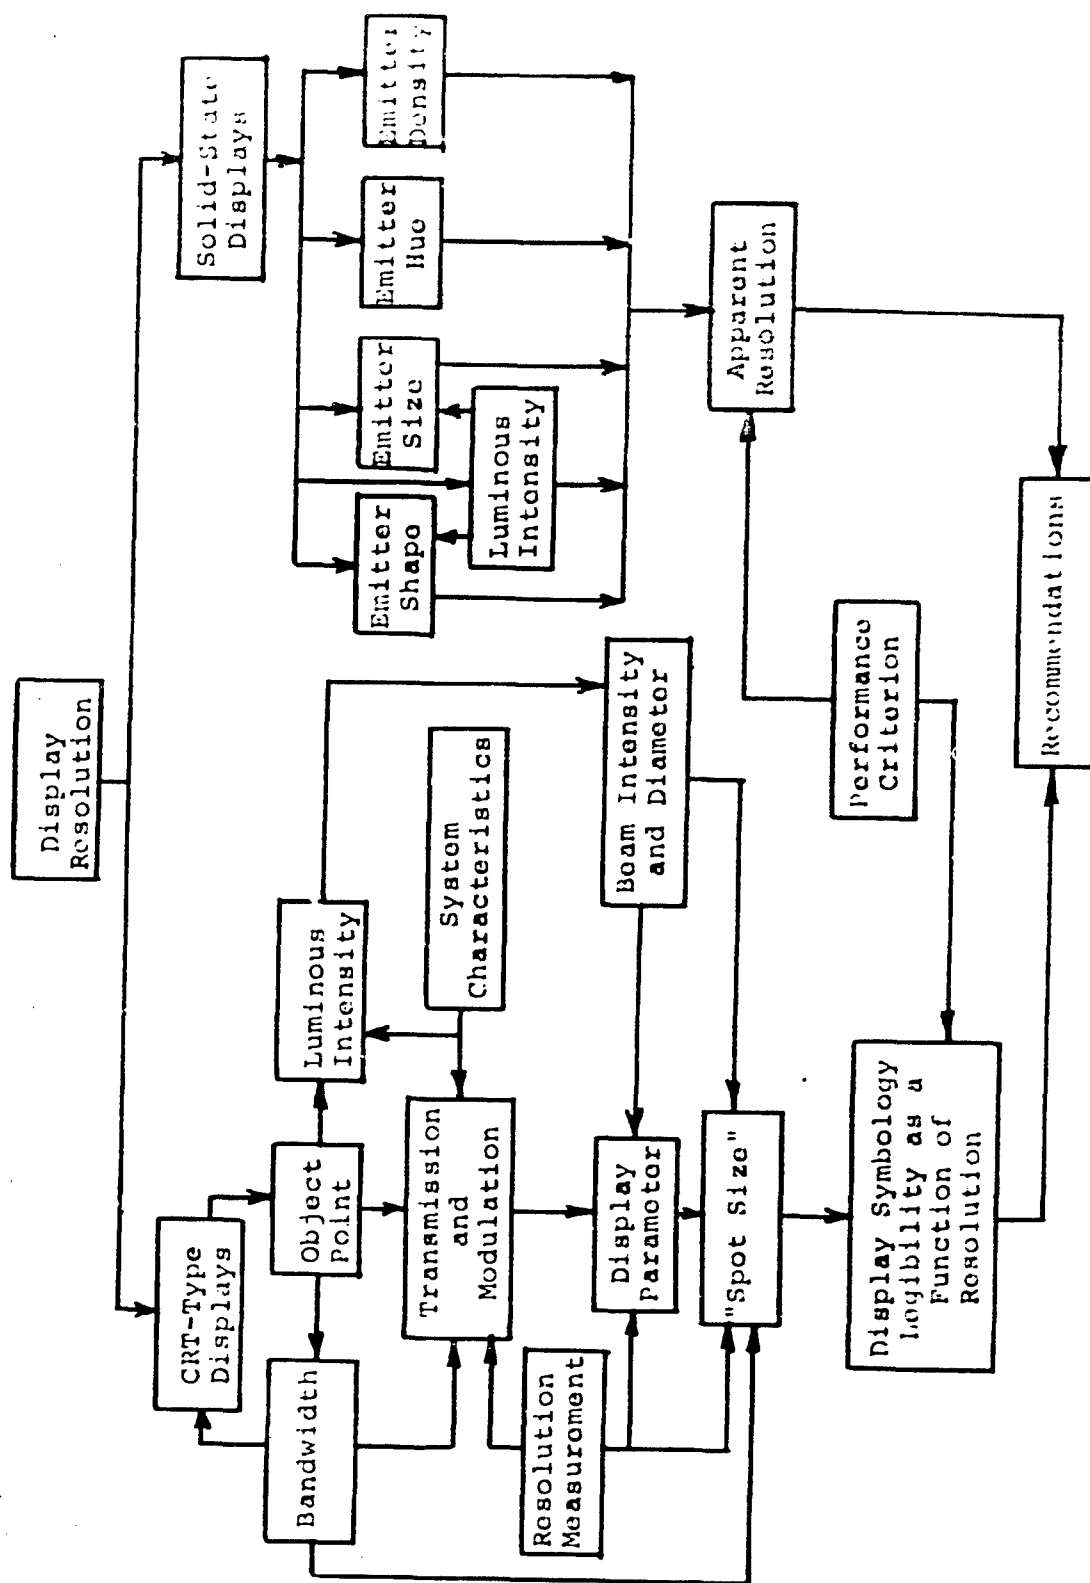 Display
Resolution
CRT-Type
Displays
Solid-State
Displays
Bandwidth
Object
Point
Luminous
Intensity
Emitter
Shape
Emitter
Size
Emitter
Hue
Emitter
Density
Transmission
and
Modulation
System
Characteristics
Luminous
Intensity
Resolution
Measurement
Display
Parameter
Beam Intensity
and Diameter
"Spot Size"
Apparent
Resolution
Display Symbology
Legibility as a
Function of
Resolution
Performance
Criterion
Recommendations